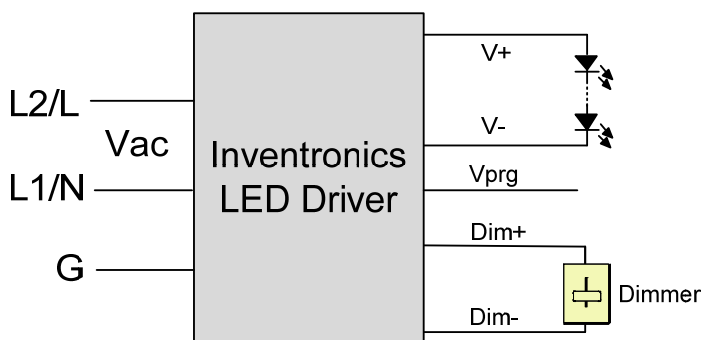 L2/L
Vac
L1/N
G
Inventronics
LED Driver
V+
V-
Vprg
Dim+
Dim-
Dimmer